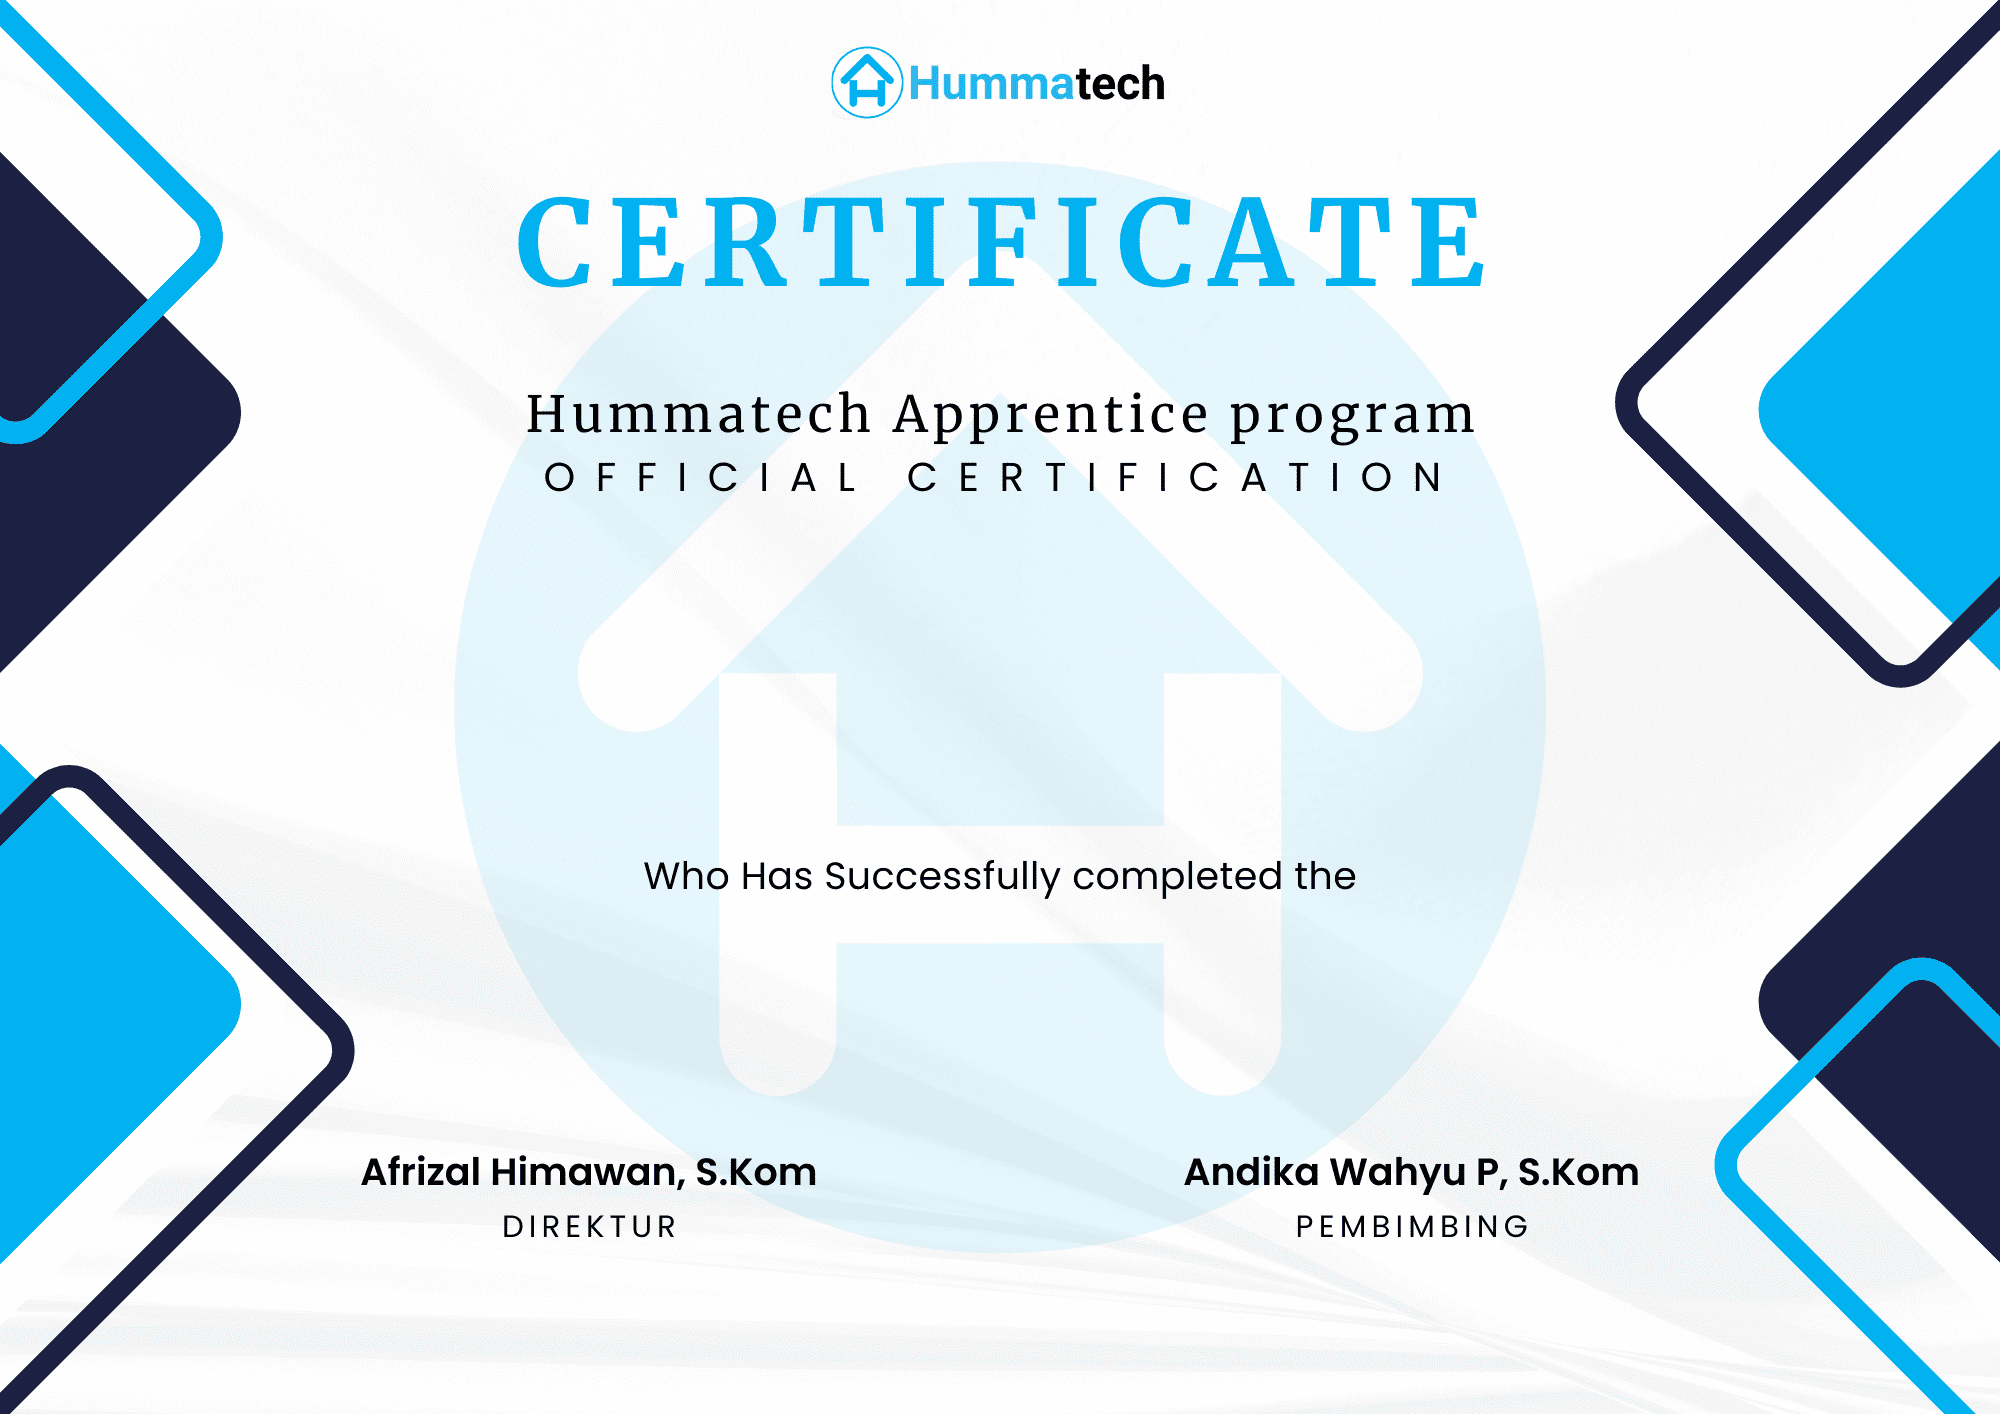 Hummatech
CERTIFICATE
Hummatech Apprentice program
OFFICIAL CERTIFICATION
Who Has Successfully completed the
Afrizal Himawan, S.Kom
DIREKTUR
Andika Wahyu P, S.Kom
PEMBIMBING